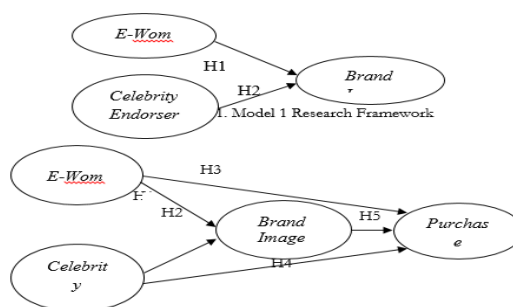 E-Wom
H1
Brand
Celebrity
Endorser
H2
1. Model 1 Research Framework
E-Wom
H3
H2
Brand
Image
H5
Purchas
e
Celebrit
y
H4